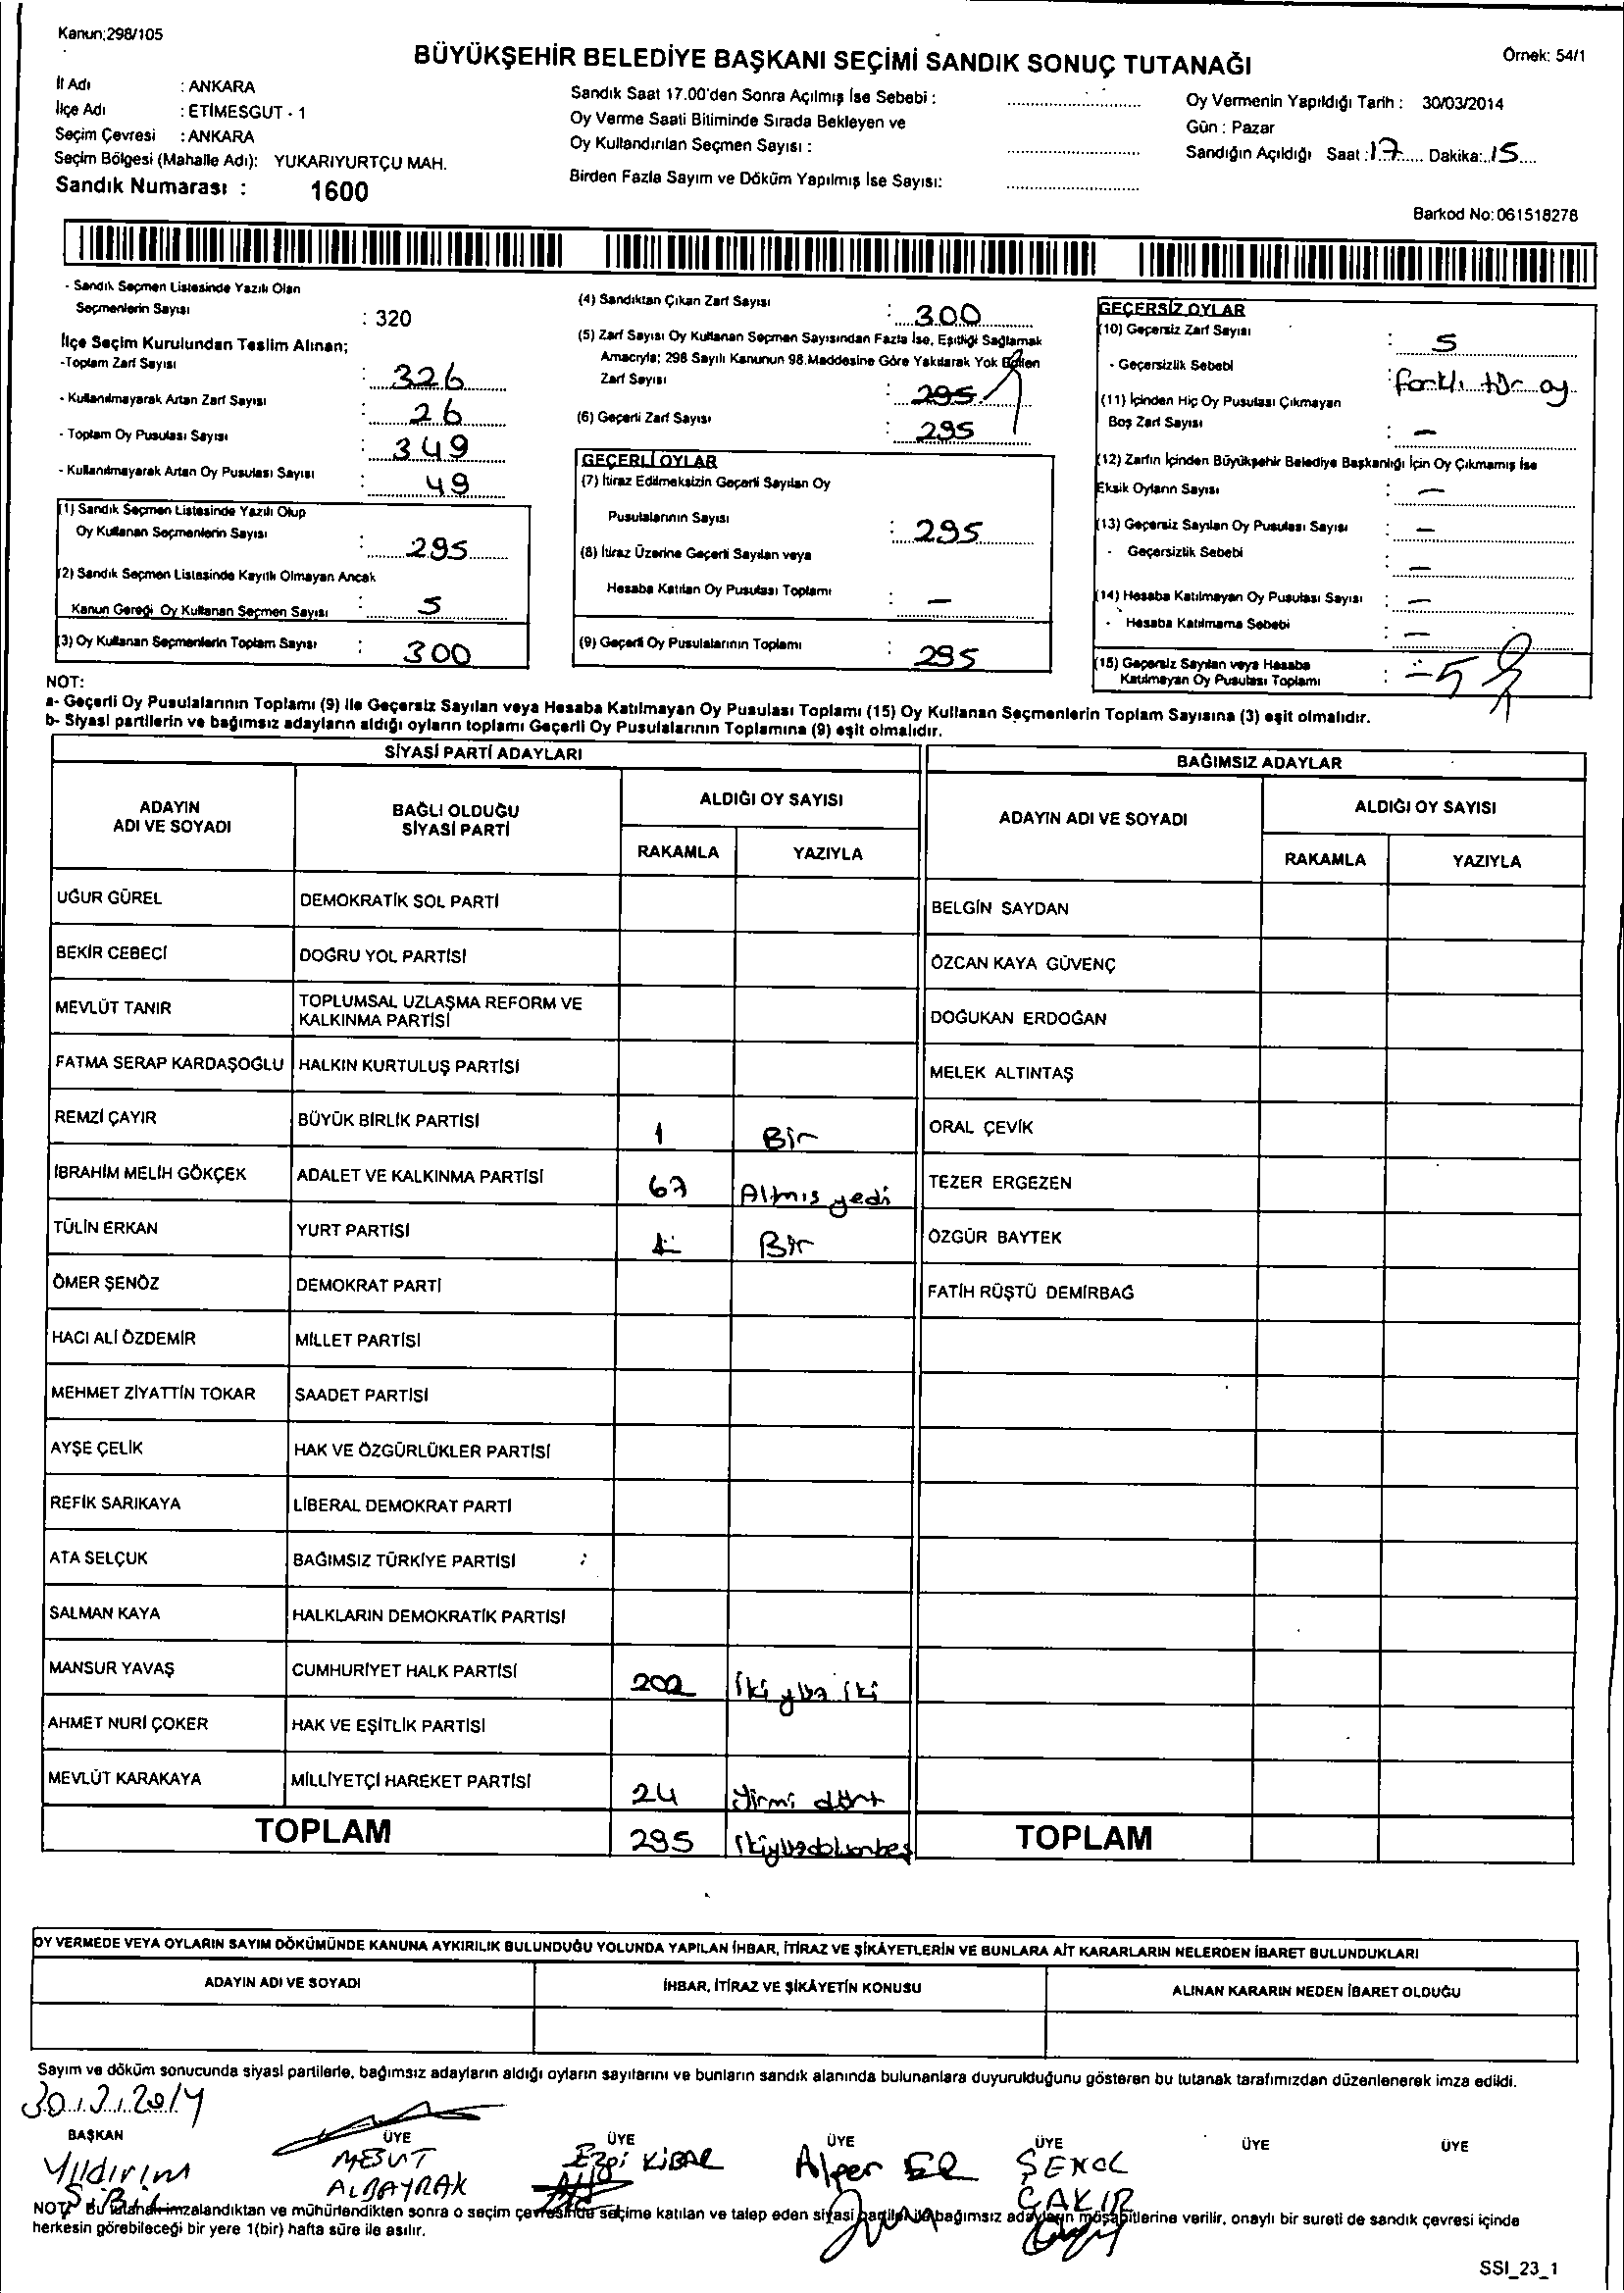 Kanun;298/105
BÜYÜKŞEHİR BELEDİYE BAŞKANI SEÇİMİ SANDIK SONUÇ TUTANAĞI
Örnek: 54/1
İl Adı : ANKARA
İlçe Adı : ETİMESGUT - 1
Seçim Çevresi : ANKARA
Seçim Bölgesi (Mahalle Adı): YUKARIYURTÇU MAH.
Sandık Numarası : 1600
Sandık Saat 17.00'den Sonra Açılmış İse Sebebi :
Oy Verme Saati Bitiminde Sırada Bekleyen ve
Oy Kullandırılan Seçmen Sayısı :
Birden Fazla Sayım ve Döküm Yapılmış İse Sayısı:
Oy Vermenin Yapıldığı Tarih : 30/03/2014
Gün : Pazar
Sandığın Açıldığı Saat : 17 Dakika: 15
Barkod No: 061518278
- Sandık Seçmen Listesinde Yazılı Olan
Seçmenlerin Sayısı : 320
İlçe Seçim Kurulundan Teslim Alınan;
-Toplam Zarf Sayısı : 326
- Kullanılmayarak Artan Zarf Sayısı : 26
- Toplam Oy Pusulası Sayısı : 349
- Kullanılmayarak Artan Oy Pusulası Sayısı : 49
(1) Sandık Seçmen Listesinde Yazılı Olup
Oy Kullanan Seçmenlerin Sayısı : 295
(2) Sandık Seçmen Listesinde Kayıtlı Olmayan Ancak
Kanun Gereği Oy Kullanan Seçmen Sayısı : 5
(3) Oy Kullanan Seçmenlerin Toplam Sayısı : 300
(4) Sandıktan Çıkan Zarf Sayısı : 300
(5) Zarf Sayısı Oy Kullanan Seçmen Sayısından Fazla İse, Eşitliği Sağlamak
Amacıyla; 298 Sayılı Kanunun 98.Maddesine Göre Yakılarak Yok Edilen
Zarf Sayısı : 295
(6) Geçerli Zarf Sayısı : 295
GEÇERLİ OYLAR
(7) İtiraz Edilmeksizin Geçerli Sayılan Oy
Pusulalarının Sayısı : 295
(8) İtiraz Üzerine Geçerli Sayılan veya
Hesaba Katılan Oy Pusulası Toplamı : –
(9) Geçerli Oy Pusulalarının Toplamı : 295
GEÇERSİZ OYLAR
(10) Geçersiz Zarf Sayısı : 5
- Geçersizlik Sebebi : farklı tür oy
(11) İçinden Hiç Oy Pusulası Çıkmayan
Boş Zarf Sayısı : –
(12) Zarfın İçinden Büyükşehir Belediye Başkanlığı İçin Oy Çıkmamış İse
Eksik Oyların Sayısı : –
(13) Geçersiz Sayılan Oy Pusulası Sayısı : –
- Geçersizlik Sebebi : –
(14) Hesaba Katılmayan Oy Pusulası Sayısı : –
- Hesaba Katılmama Sebebi : –
(15) Geçersiz Sayılan veya Hesaba
Katılmayan Oy Pusulası Toplamı : 5
NOT:
a- Geçerli Oy Pusulalarının Toplamı (9) ile Geçersiz Sayılan veya Hesaba Katılmayan Oy Pusulası Toplamı (15) Oy Kullanan Seçmenlerin Toplam Sayısına (3) eşit olmalıdır.
b- Siyasi partilerin ve bağımsız adayların aldığı oyların toplamı Geçerli Oy Pusulalarının Toplamına (9) eşit olmalıdır.
SİYASİ PARTİ ADAYLARI
BAĞIMSIZ ADAYLAR
ADAYIN ADI VE SOYADI
BAĞLI OLDUĞU SİYASİ PARTİ
ALDIĞI OY SAYISI
RAKAMLA YAZIYLA
ADAYIN ADI VE SOYADI
ALDIĞI OY SAYISI
RAKAMLA YAZIYLA
UĞUR GÜREL DEMOKRATİK SOL PARTİ BELGİN SAYDAN
BEKİR CEBECİ DOĞRU YOL PARTİSİ ÖZCAN KAYA GÜVENÇ
MEVLÜT TANIR TOPLUMSAL UZLAŞMA REFORM VE KALKINMA PARTİSİ DOĞUKAN ERDOĞAN
FATMA SERAP KARDAŞOĞLU HALKIN KURTULUŞ PARTİSİ MELEK ALTINTAŞ
REMZİ ÇAYIR BÜYÜK BİRLİK PARTİSİ 1 Bir ORAL ÇEVİK
İBRAHİM MELİH GÖKÇEK ADALET VE KALKINMA PARTİSİ 67 Altmış yedi TEZER ERGEZEN
TÜLİN ERKAN YURT PARTİSİ 1 Bir ÖZGÜR BAYTEK
ÖMER ŞENÖZ DEMOKRAT PARTİ FATİH RÜŞTÜ DEMİRBAĞ
HACI ALİ ÖZDEMİR MİLLET PARTİSİ
MEHMET ZİYATTİN TOKAR SAADET PARTİSİ
AYŞE ÇELİK HAK VE ÖZGÜRLÜKLER PARTİSİ
REFİK SARIKAYA LİBERAL DEMOKRAT PARTİ
ATA SELÇUK BAĞIMSIZ TÜRKİYE PARTİSİ
SALMAN KAYA HALKLARIN DEMOKRATİK PARTİSİ
MANSUR YAVAŞ CUMHURİYET HALK PARTİSİ 202 İki yüz iki
AHMET NURİ ÇOKER HAK VE EŞİTLİK PARTİSİ
MEVLÜT KARAKAYA MİLLİYETÇİ HAREKET PARTİSİ 24 Yirmi dört
TOPLAM 295 İkiyüzdoksanbeş TOPLAM
OY VERMEDE VEYA OYLARIN SAYIM DÖKÜMÜNDE KANUNA AYKIRILIK BULUNDUĞU YOLUNDA YAPILAN İHBAR, İTİRAZ VE ŞİKÂYETLERİN VE BUNLARA AİT KARARLARIN NELERDEN İBARET BULUNDUKLARI
ADAYIN ADI VE SOYADI İHBAR, İTİRAZ VE ŞİKÂYETİN KONUSU ALINAN KARARIN NEDEN İBARET OLDUĞU
Sayım ve döküm sonucunda siyasi partilerle, bağımsız adayların aldığı oyların sayılarını ve bunların sandık alanında bulunanlara duyurulduğunu gösteren bu tutanak tarafımızdan düzenlenerek imza edildi.
30.3.2014
BAŞKAN ÜYE ÜYE ÜYE ÜYE ÜYE ÜYE
Yıldırım MESUT Ezgi KİBAR Alper ER ŞENOL
ALBAYRAK ÇAKIR
NOT: Bu tutanak imzalandıktan ve mühürlendikten sonra o seçim çevresinde seçime katılan ve talep eden siyasi partiler ile bağımsız adayların müşahitlerine verilir, onaylı bir sureti de sandık çevresi içinde
herkesin görebileceği bir yere 1(bir) hafta süre ile asılır.
SSI_23_1